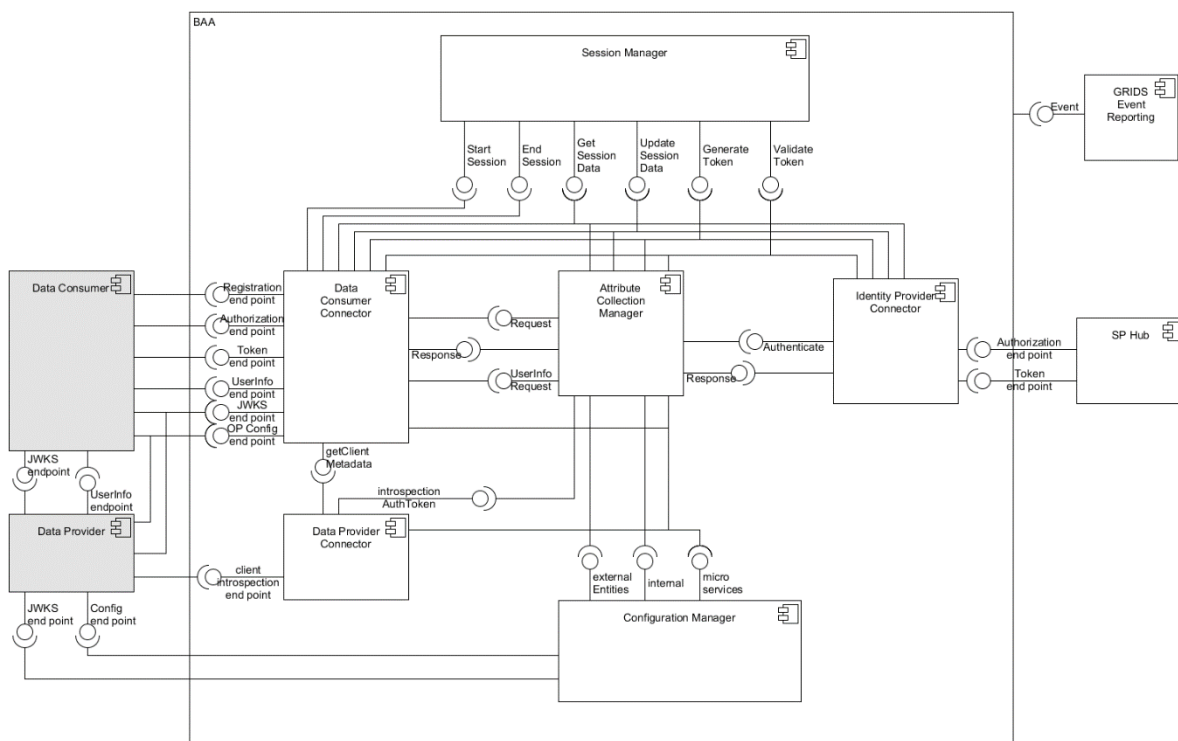 BAA
Session Manager
GRIDS
Event
Reporting
Event
Start
Session
End
Session
Get
Session
Data
Update
Session
Data
Generate
Token
Validate
Token
Data Consumer
Registration
end point
Authorization
end point
Token
end point
UserInfo
end point
JWKS
end point
OP Config
end point
Data
Consumer
Connector
Request
Response
UserInfo
Request
Attribute
Collection
Manager
Authenticate
Response
Identity Provider
Connector
Authorization
end point
Token
end point
SP Hub
JWKS
endpoint
UserInfo
endpoint
getClient
Metadata
introspection
AuthToken
Data Provider
client
introspection
end point
Data Provider
Connector
external
Entities
internal
micro
services
JWKS
end point
Config
end point
Configuration Manager